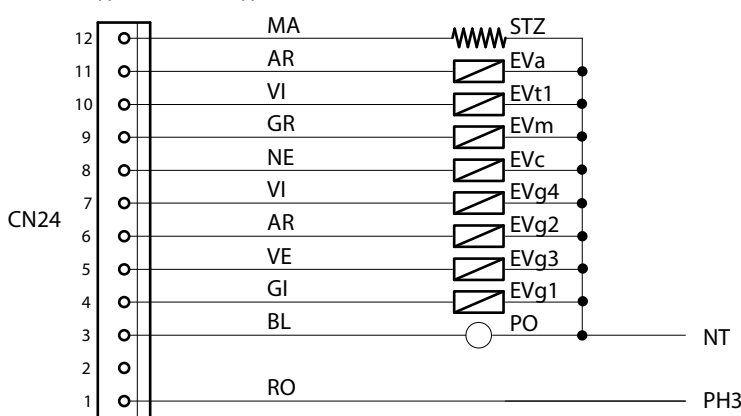 12 MA STZ
11 AR EVa
10 VI EVt1
9 GR EVm
8 NE EVc
7 VI EVg4
CN24
6 AR EVg2
5 VE EVg3
4 GI EVg1
3 BL PO NT
2
1 RO PH3